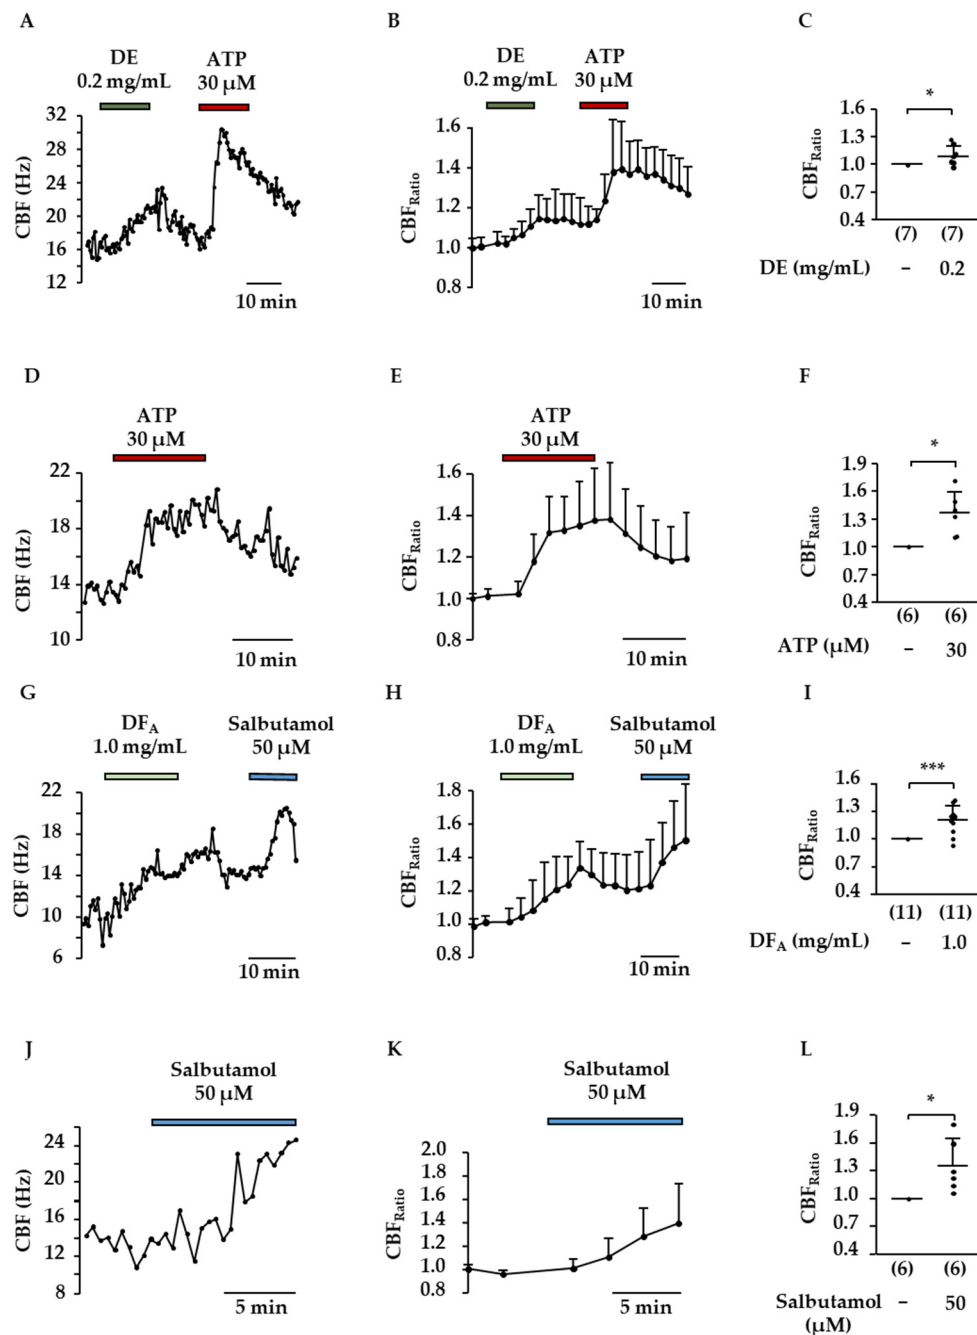 A
DE
0.2 mg/mL
ATP
30 µM
32
28
24
20
16
12
CBF (Hz)
10 min
B
DE
0.2 mg/mL
ATP
30 µM
1.6
1.4
1.2
1.0
0.8
CBFRatio
10 min
C
1.6
1.3
1.0
0.7
0.4
CBFRatio
*
(7) (7)
DE (mg/mL) – 0.2
D
ATP
30 µM
22
18
14
10
CBF (Hz)
10 min
E
ATP
30 µM
1.6
1.4
1.2
1.0
0.8
CBFRatio
10 min
F
1.9
1.6
1.3
1.0
0.7
0.4
CBFRatio
*
(6) (6)
ATP (µM) – 30
G
DFA
1.0 mg/mL
Salbutamol
50 µM
22
18
14
10
6
CBF (Hz)
10 min
H
DFA
1.0 mg/mL
Salbutamol
50 µM
1.8
1.6
1.4
1.2
1.0
0.8
CBFRatio
10 min
I
1.6
1.3
1.0
0.7
0.4
CBFRatio
***
(11) (11)
DFA (mg/mL) – 1.0
J
Salbutamol
50 µM
24
20
16
12
8
CBF (Hz)
5 min
K
Salbutamol
50 µM
2.0
1.8
1.6
1.4
1.2
1.0
0.8
CBFRatio
5 min
L
1.9
1.6
1.3
1.0
0.7
0.4
CBFRatio
*
(6) (6)
Salbutamol – 50
(µM)